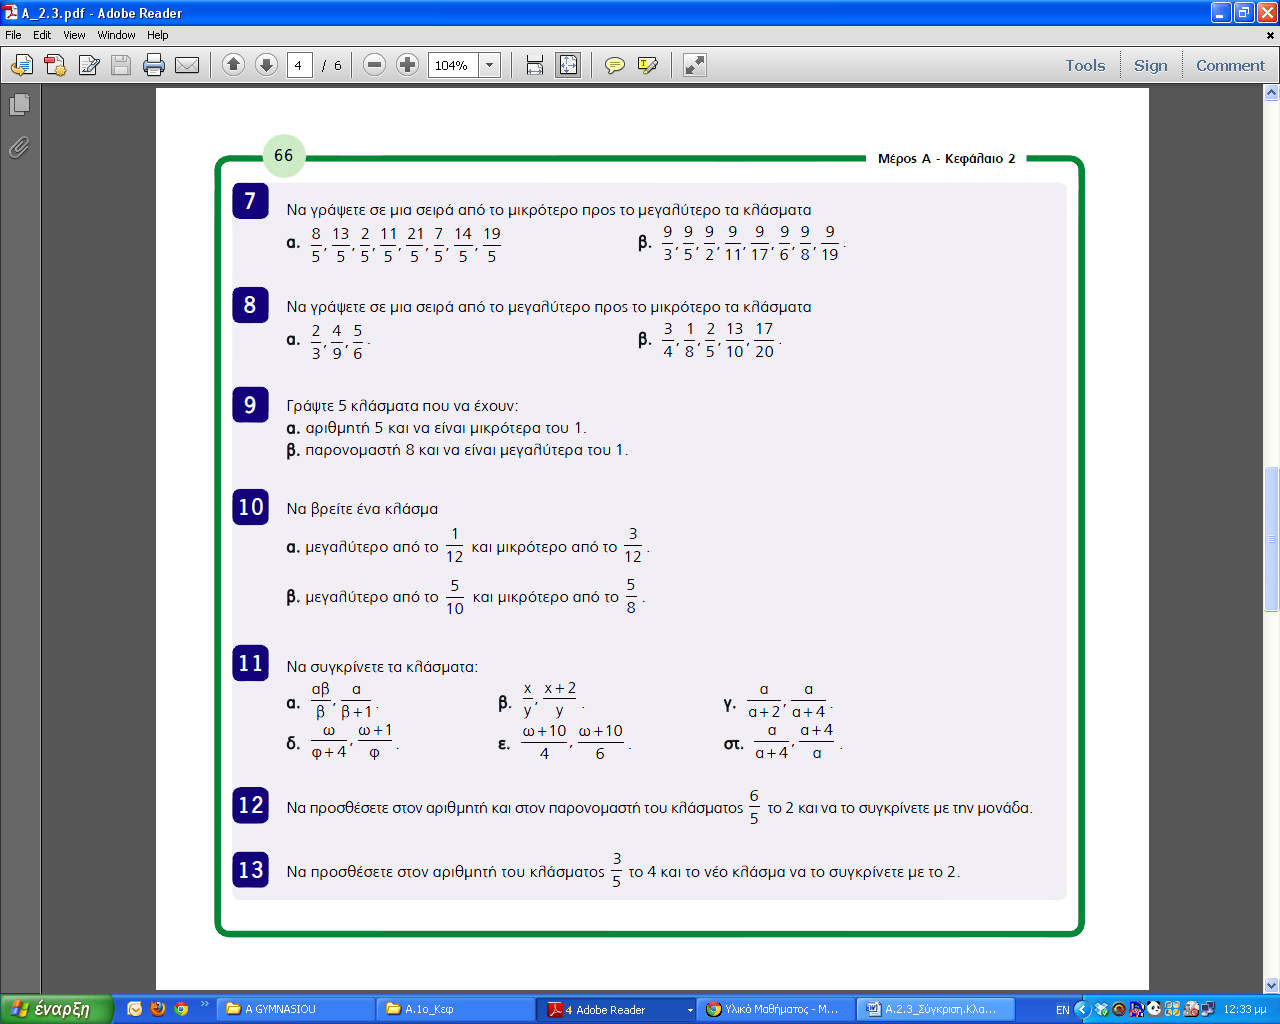 A_2.3.pdf - Adobe Reader
File Edit View Window Help
4 / 6 104% Tools Sign Comment
66
Μέρος Α - Κεφάλαιο 2
7 Να γράψετε σε μια σειρά από το μικρότερο προς το μεγαλύτερο τα κλάσματα
α. 8/5, 13/5, 2/5, 11/5, 21/5, 7/5, 14/5, 19/5 β. 9/3, 9/5, 9/2, 9/11, 9/17, 9/6, 9/8, 9/19.
8 Να γράψετε σε μια σειρά από το μεγαλύτερο προς το μικρότερο τα κλάσματα
α. 2/3, 4/9, 5/6. β. 3/4, 1/8, 2/5, 13/10, 17/20.
9 Γράψτε 5 κλάσματα που να έχουν:
α. αριθμητή 5 και να είναι μικρότερα του 1.
β. παρονομαστή 8 και να είναι μεγαλύτερα του 1.
10 Να βρείτε ένα κλάσμα
α. μεγαλύτερο από το 1/12 και μικρότερο από το 3/12.
β. μεγαλύτερο από το 5/10 και μικρότερο από το 5/8.
11 Να συγκρίνετε τα κλάσματα:
α. αβ/β, α/β+1. β. x/y, x+2/y. γ. α/α+2, α/α+4.
δ. ω/φ+4, ω+1/φ. ε. ω+10/4, ω+10/6. στ. α/α+4, α+4/α.
12 Να προσθέσετε στον αριθμητή και στον παρονομαστή του κλάσματος 6/5 το 2 και να το συγκρίνετε με την μονάδα.
13 Να προσθέσετε στον αριθμητή του κλάσματος 3/5 το 4 και το νέο κλάσμα να το συγκρίνετε με το 2.
έναρξη » A GYMNASIOU Α.1ο_Κεφ 4 Adobe Reader Υλικό Μαθήματος - M... Α.2.3_Σύγκριση.Κλα... EN 12:33 μμ